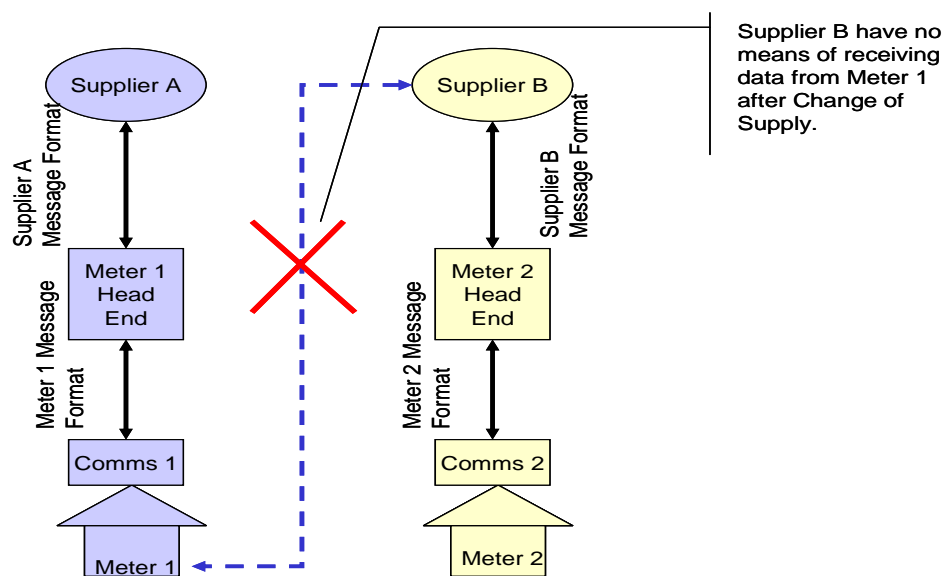 Supplier A
Supplier A
Message Format
Meter 1
Head
End
Meter 1 Message
Format
Comms 1
Meter 1
Supplier B
Supplier B
Message Format
Meter 2
Head
End
Meter 2 Message
Format
Comms 2
Meter 2
Supplier B have no
means of receiving
data from Meter 1
after Change of
Supply.